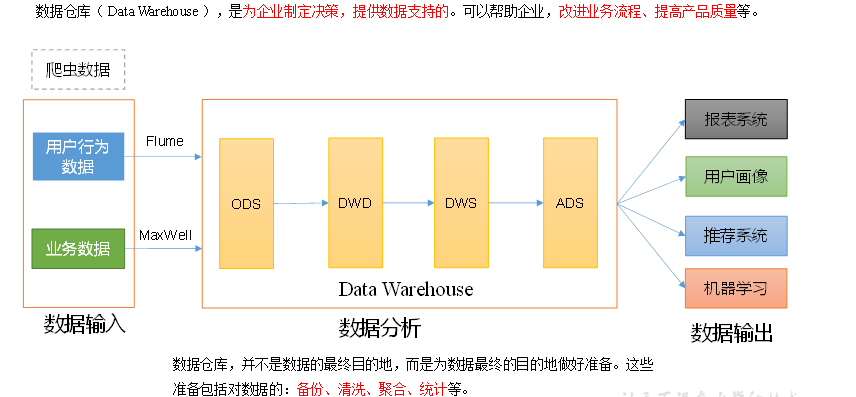 数据仓库（Data Warehouse），是为企业制定决策，提供数据支持的。可以帮助企业，改进业务流程、提高产品质量等。
爬虫数据
用户行为
数据
业务数据
数据输入
Flume
MaxWell
ODS
DWD
DWS
ADS
Data Warehouse
数据分析
报表系统
用户画像
推荐系统
机器学习
数据输出
数据仓库，并不是数据的最终目的地，而是为数据最终的目的地做好准备。这些
准备包括对数据的：备份、清洗、聚合、统计等。